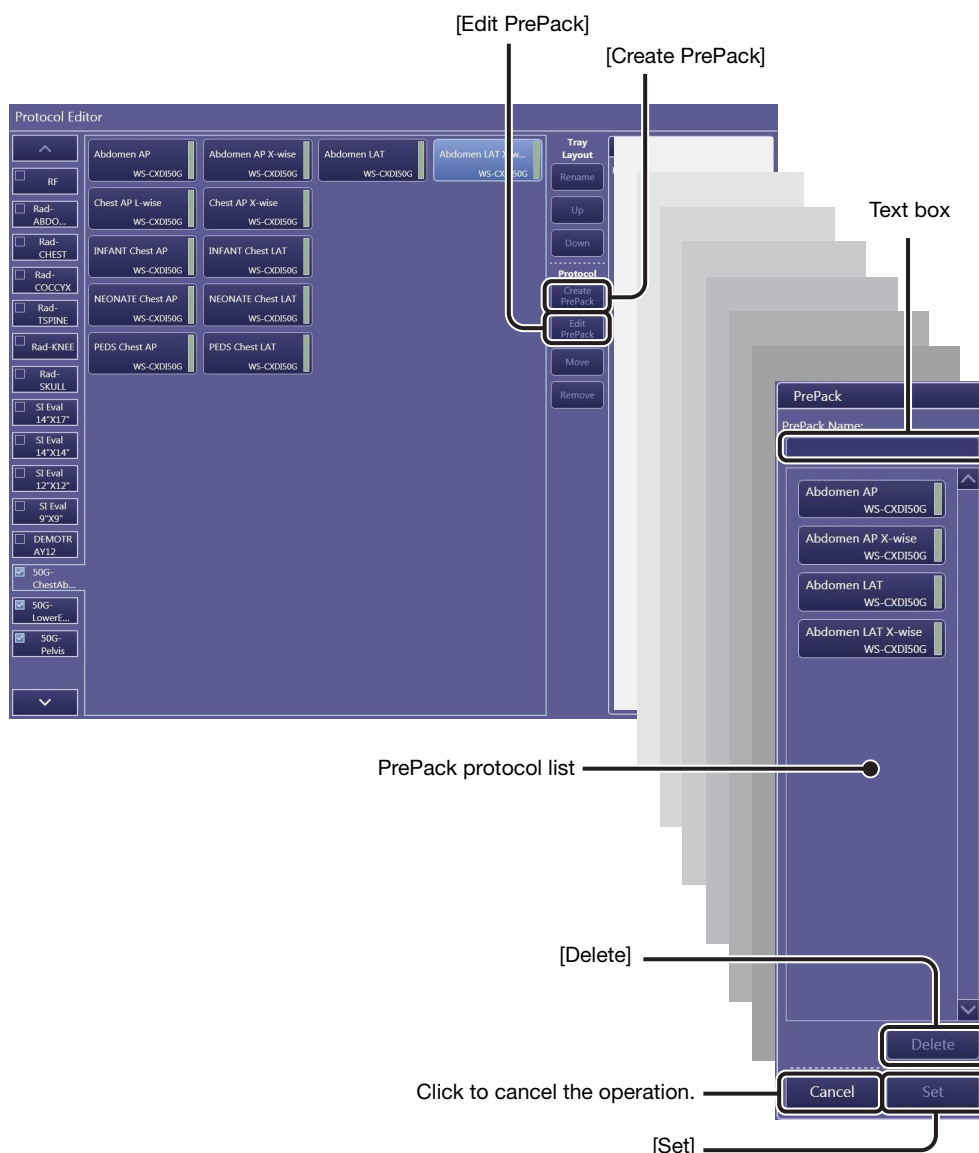 [Edit PrePack]
[Create PrePack]
Protocol Editor
RF
Rad-
ABDO...
Rad-
CHEST
Rad-
COCCYX
Rad-
TSPINE
Rad-KNEE
Rad-
SKULL
SI Eval
14"X17"
SI Eval
14"X14"
SI Eval
12"X12"
SI Eval
9"X9"
DEMOTR
AY12
50G-
ChestAb...
50G-
LowerE...
50G-
Pelvis
Abdomen AP
WS-CXDI50G
Abdomen AP X-wise
WS-CXDI50G
Abdomen LAT
WS-CXDI50G
Abdomen LAT X-w...
WS-CXDI50G
Chest AP L-wise
WS-CXDI50G
Chest AP X-wise
WS-CXDI50G
INFANT Chest AP
WS-CXDI50G
INFANT Chest LAT
WS-CXDI50G
NEONATE Chest AP
WS-CXDI50G
NEONATE Chest LAT
WS-CXDI50G
PEDS Chest AP
WS-CXDI50G
PEDS Chest LAT
WS-CXDI50G
Tray
Layout
Rename
Up
Down
Protocol
Create
PrePack
Edit
PrePack
Move
Remove
Text box
PrePack
PrePack Name:
Abdomen AP
WS-CXDI50G
Abdomen AP X-wise
WS-CXDI50G
Abdomen LAT
WS-CXDI50G
Abdomen LAT X-wise
WS-CXDI50G
PrePack protocol list
[Delete]
Delete
Click to cancel the operation.
Cancel
Set
[Set]